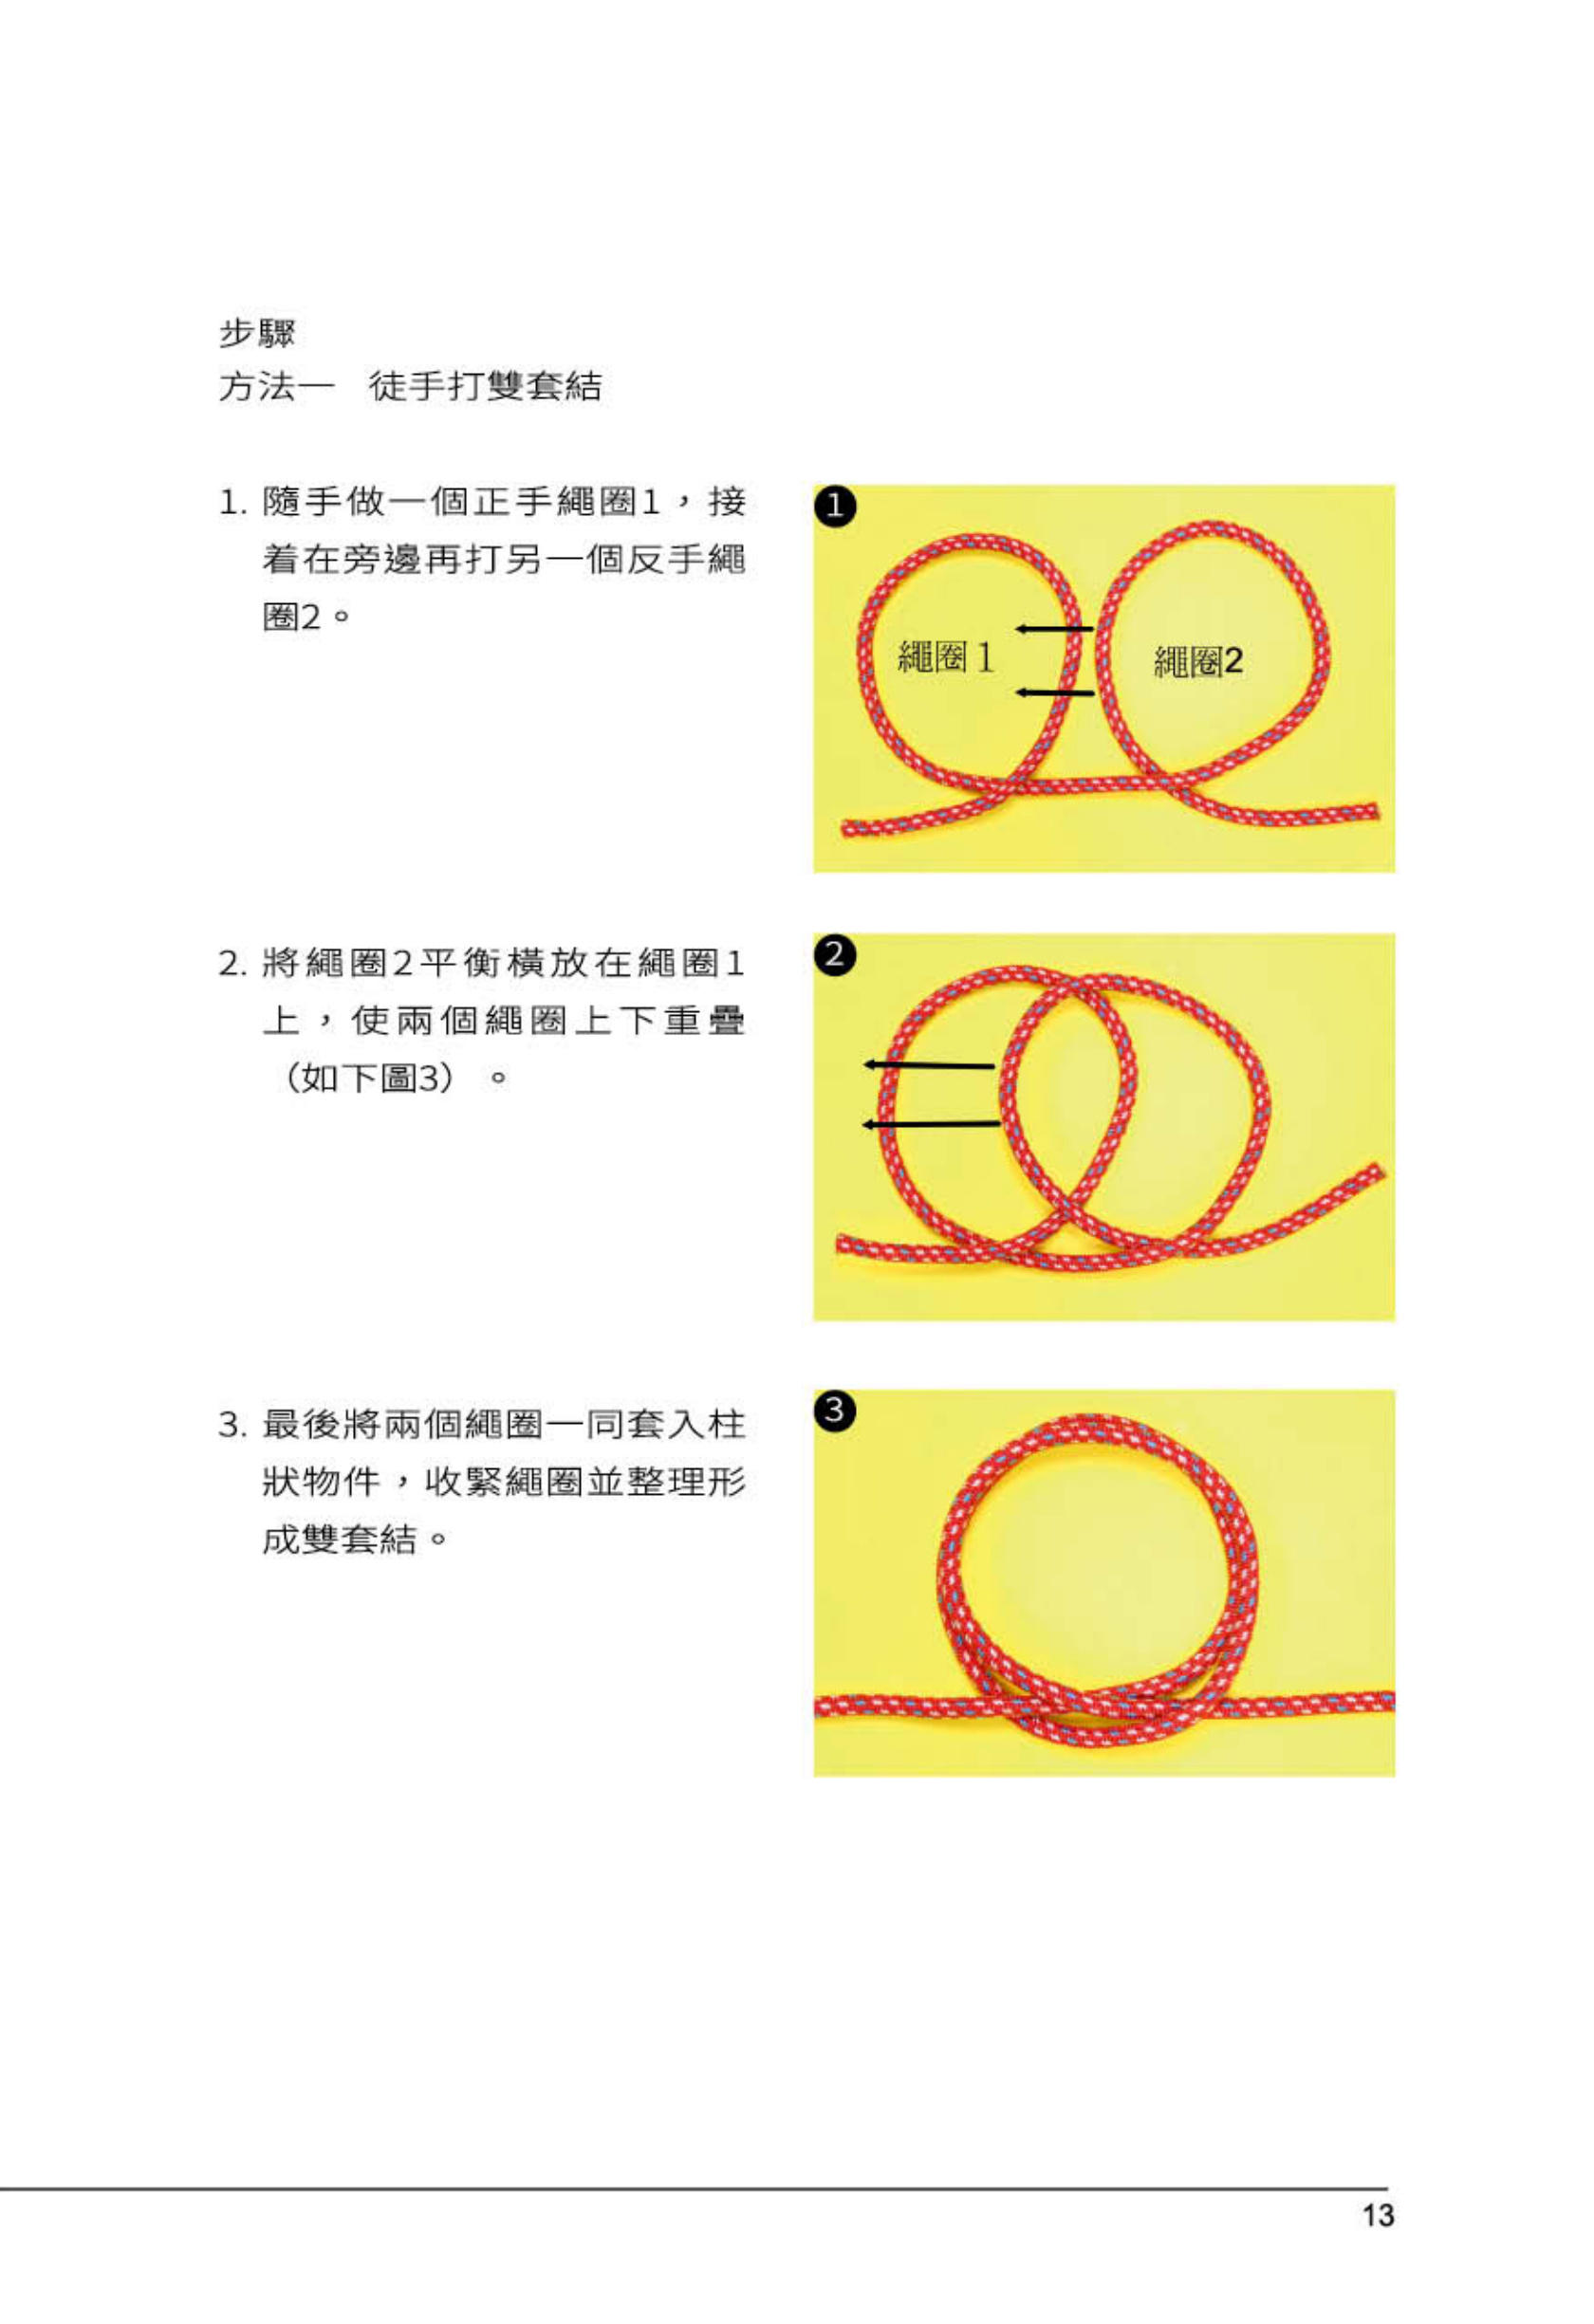 步驟
方法一 徒手打雙套結
1. 隨手做一個正手繩圈1，接
着在旁邊再打另一個反手繩
圈2。
1
繩圈1
繩圈2
2. 將繩圈2平衡橫放在繩圈1
上，使兩個繩圈上下重疊
（如下圖3）。
2
3. 最後將兩個繩圈一同套入柱
狀物件，收緊繩圈並整理形
成雙套結。
3
13